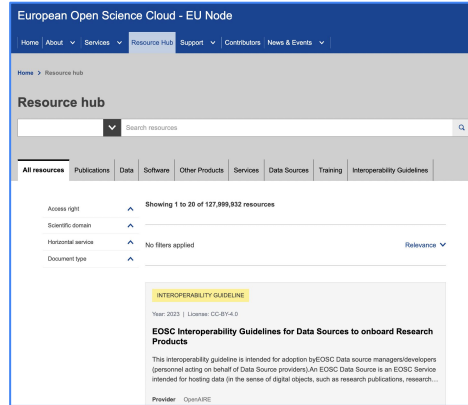 European Open Science Cloud - EU Node
Home About Services Resource Hub Support Contributors News & Events
Home > Resource hub
Resource hub
Search resources
All resources Publications Data Software Other Products Services Data Sources Training Interoperability Guidelines
Access right
Scientific domain
Horizontal service
Document type
Showing 1 to 20 of 127,999,932 resources
No filters applied
Relevance
INTEROPERABILITY GUIDELINE
Year: 2023 | License: CC-BY-4.0
EOSC Interoperability Guidelines for Data Sources to onboard Research
Products
This interoperability guideline is intended for adoption byEOSC Data source managers/developers
(personnel acting on behalf of Data Source providers).An EOSC Data Source is an EOSC Service
intended for hosting data (in the sense of digital objects, such as research publications, research...
Provider OpenAIRE